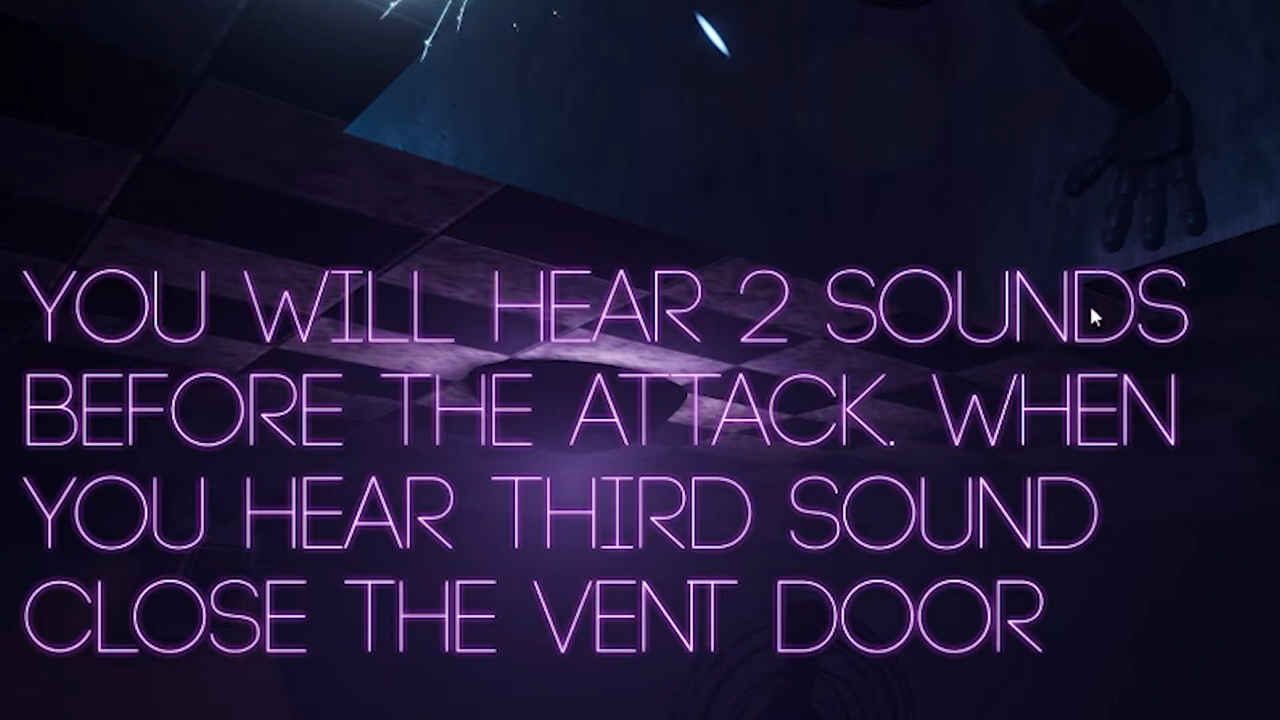 YOU WILL HEAR 2 SOUNDS
BEFORE THE ATTACK. WHEN
YOU HEAR THIRD SOUND
CLOSE THE VENT DOOR